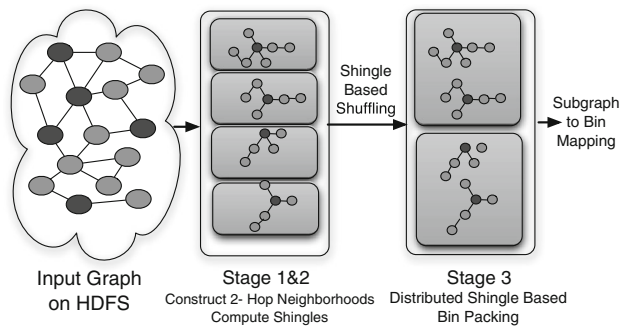 Shingle
Based
Shuffling
Subgraph
to Bin
Mapping
Input Graph
on HDFS
Stage 1&2
Construct 2- Hop Neighborhoods
Compute Shingles
Stage 3
Distributed Shingle Based
Bin Packing